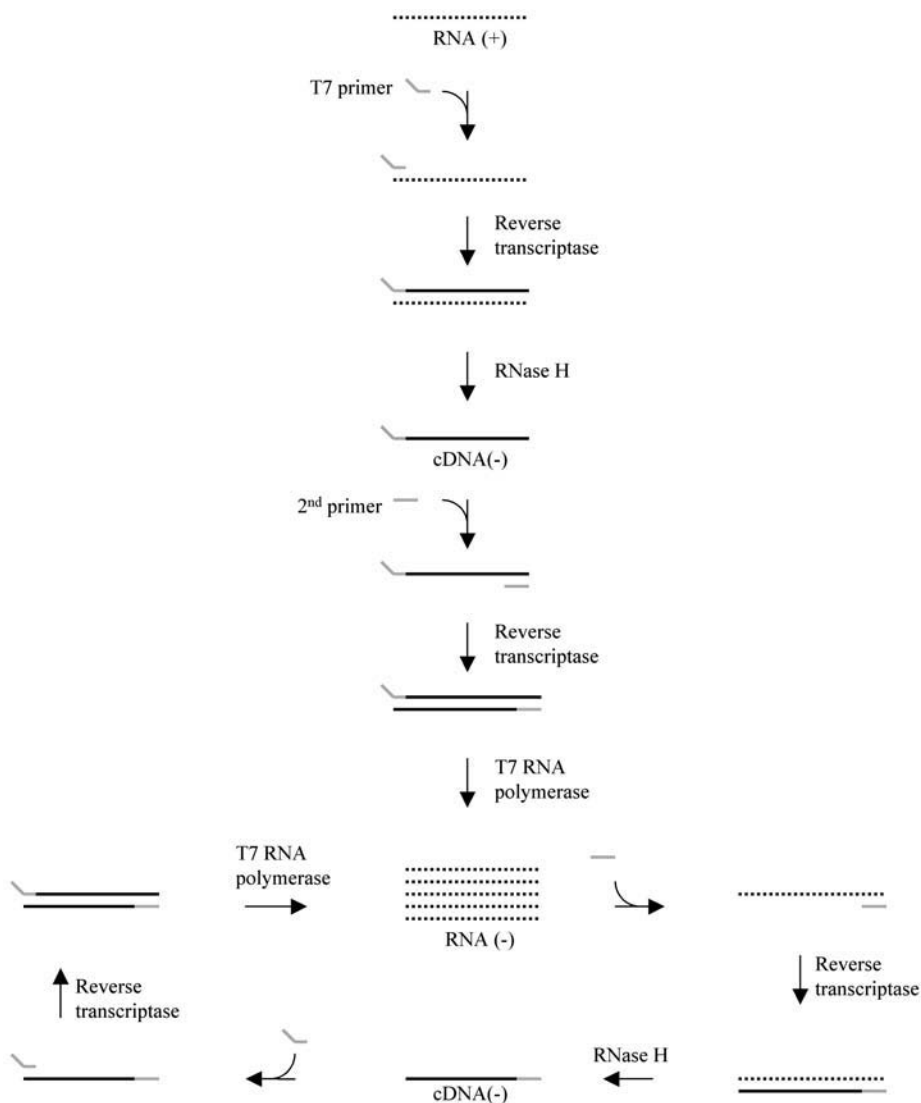 RNA (+)
T7 primer
Reverse
transcriptase
RNase H
cDNA(-)
2nd primer
Reverse
transcriptase
T7 RNA
polymerase
T7 RNA
polymerase
RNA (-)
Reverse
transcriptase
Reverse
transcriptase
RNase H
cDNA(-)